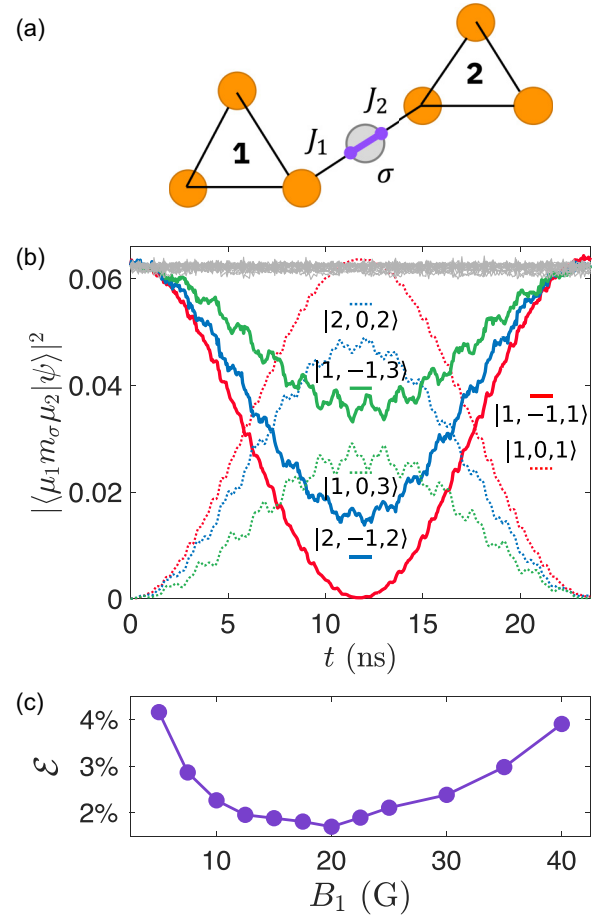 (a)
1
2
J₁
J₂
σ
(b)
|⟨μ₁ m_σ μ₂|ψ⟩|²
0.06
0.04
0.02
0
|2, 0, 2⟩
|1, −1, 3⟩
|1, −1, 1⟩
|1, 0, 1⟩
|1, 0, 3⟩
|2, −1, 2⟩
0 5 10 15 20
t (ns)
(c)
ℰ
4%
3%
2%
10 20 30 40
B₁ (G)